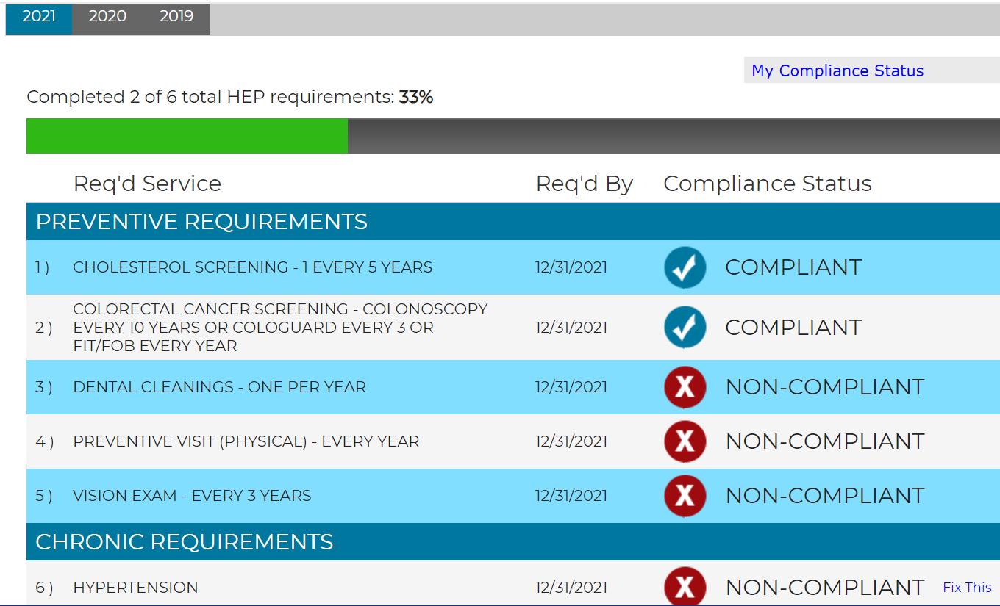 2021 2020 2019
My Compliance Status
Completed 2 of 6 total HEP requirements: 33%
Req'd Service Req'd By Compliance Status
PREVENTIVE REQUIREMENTS
1 ) CHOLESTEROL SCREENING - 1 EVERY 5 YEARS 12/31/2021 COMPLIANT
COLORECTAL CANCER SCREENING - COLONOSCOPY
2 ) EVERY 10 YEARS OR COLOGUARD EVERY 3 OR 12/31/2021 COMPLIANT
FIT/FOB EVERY YEAR
3 ) DENTAL CLEANINGS - ONE PER YEAR 12/31/2021 X NON-COMPLIANT
4 ) PREVENTIVE VISIT (PHYSICAL) - EVERY YEAR 12/31/2021 X NON-COMPLIANT
5 ) VISION EXAM - EVERY 3 YEARS 12/31/2021 X NON-COMPLIANT
CHRONIC REQUIREMENTS
6 ) HYPERTENSION 12/31/2021 X NON-COMPLIANT Fix This